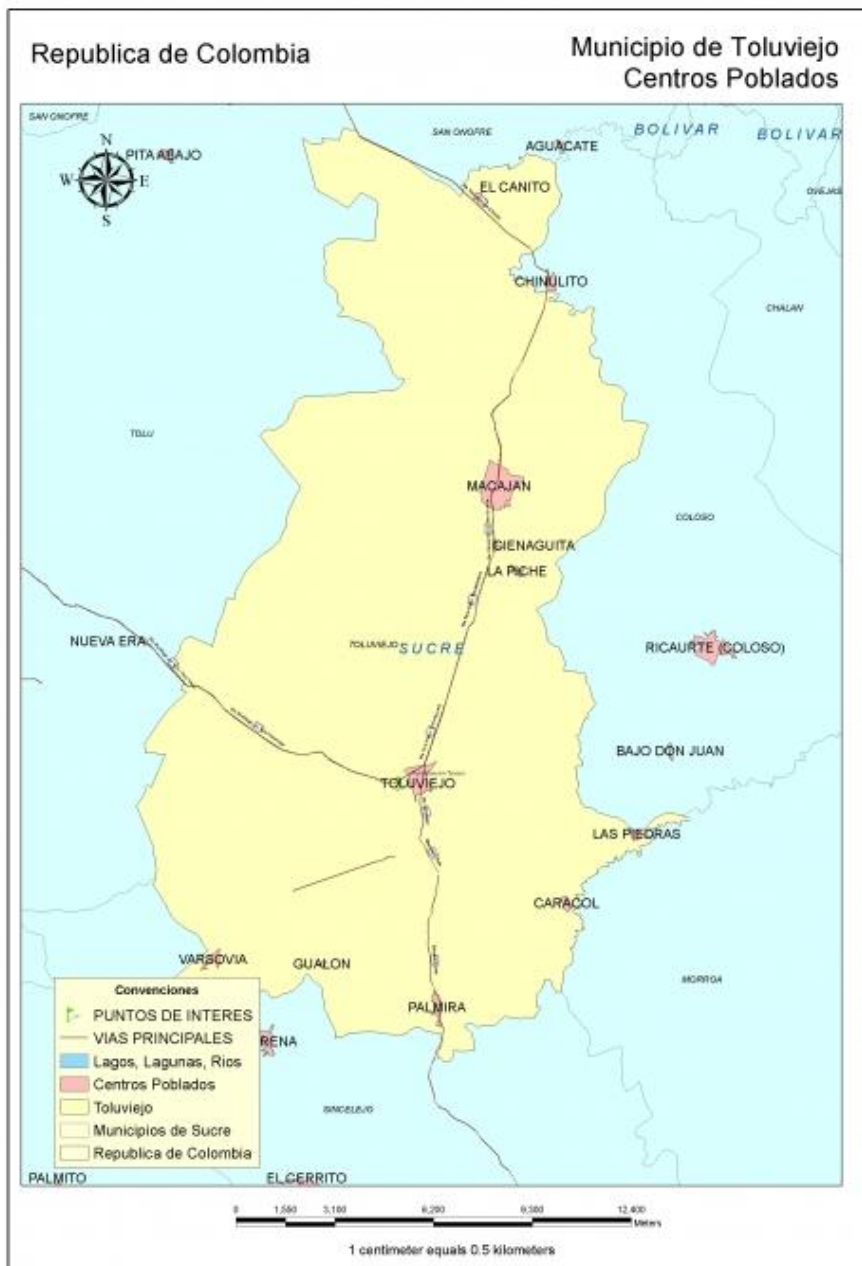 Republica de Colombia
Municipio de Toluviejo
Centros Poblados
SAN ONOFRE
SAN ONOFRE
BOLIVAR
BOLIVAR
AGUACATE
N
PITA ABAJO
W
E
S
EL CANITO
OVEJAS
CHINULITO
CHALAN
TOLU
MACAJAN
COLOSO
CIENAGUITA
LA PICHE
NUEVA ERA
TOLUVIEJO
SUCRE
RICAURTE (COLOSO)
BAJO DON JUAN
TOLUVIEJO
LAS PIEDRAS
CARACOL
VARSOVIA
GUALON
MORROA
PALMIRA
Convenciones
PUNTOS DE INTERES
VIAS PRINCIPALES
Lagos, Lagunas, Rios
Centros Poblados
Toluviejo
Municipios de Sucre
Republica de Colombia
RENA
SINCELEJO
PALMITO
EL CERRITO
0 1,550 3,100 6,200 9,300 12,400
Meters
1 centimeter equals 0.5 kilometers